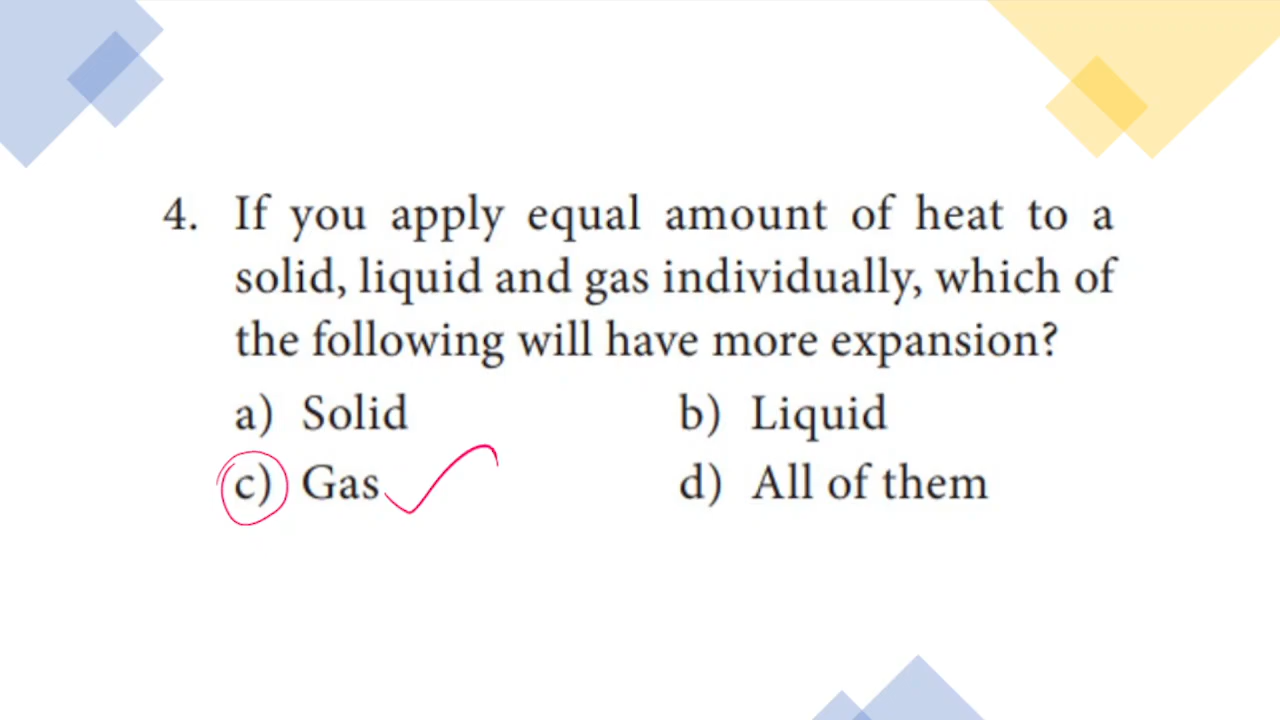 4. If you apply equal amount of heat to a
solid, liquid and gas individually, which of
the following will have more expansion?
a) Solid b) Liquid
c) Gas d) All of them